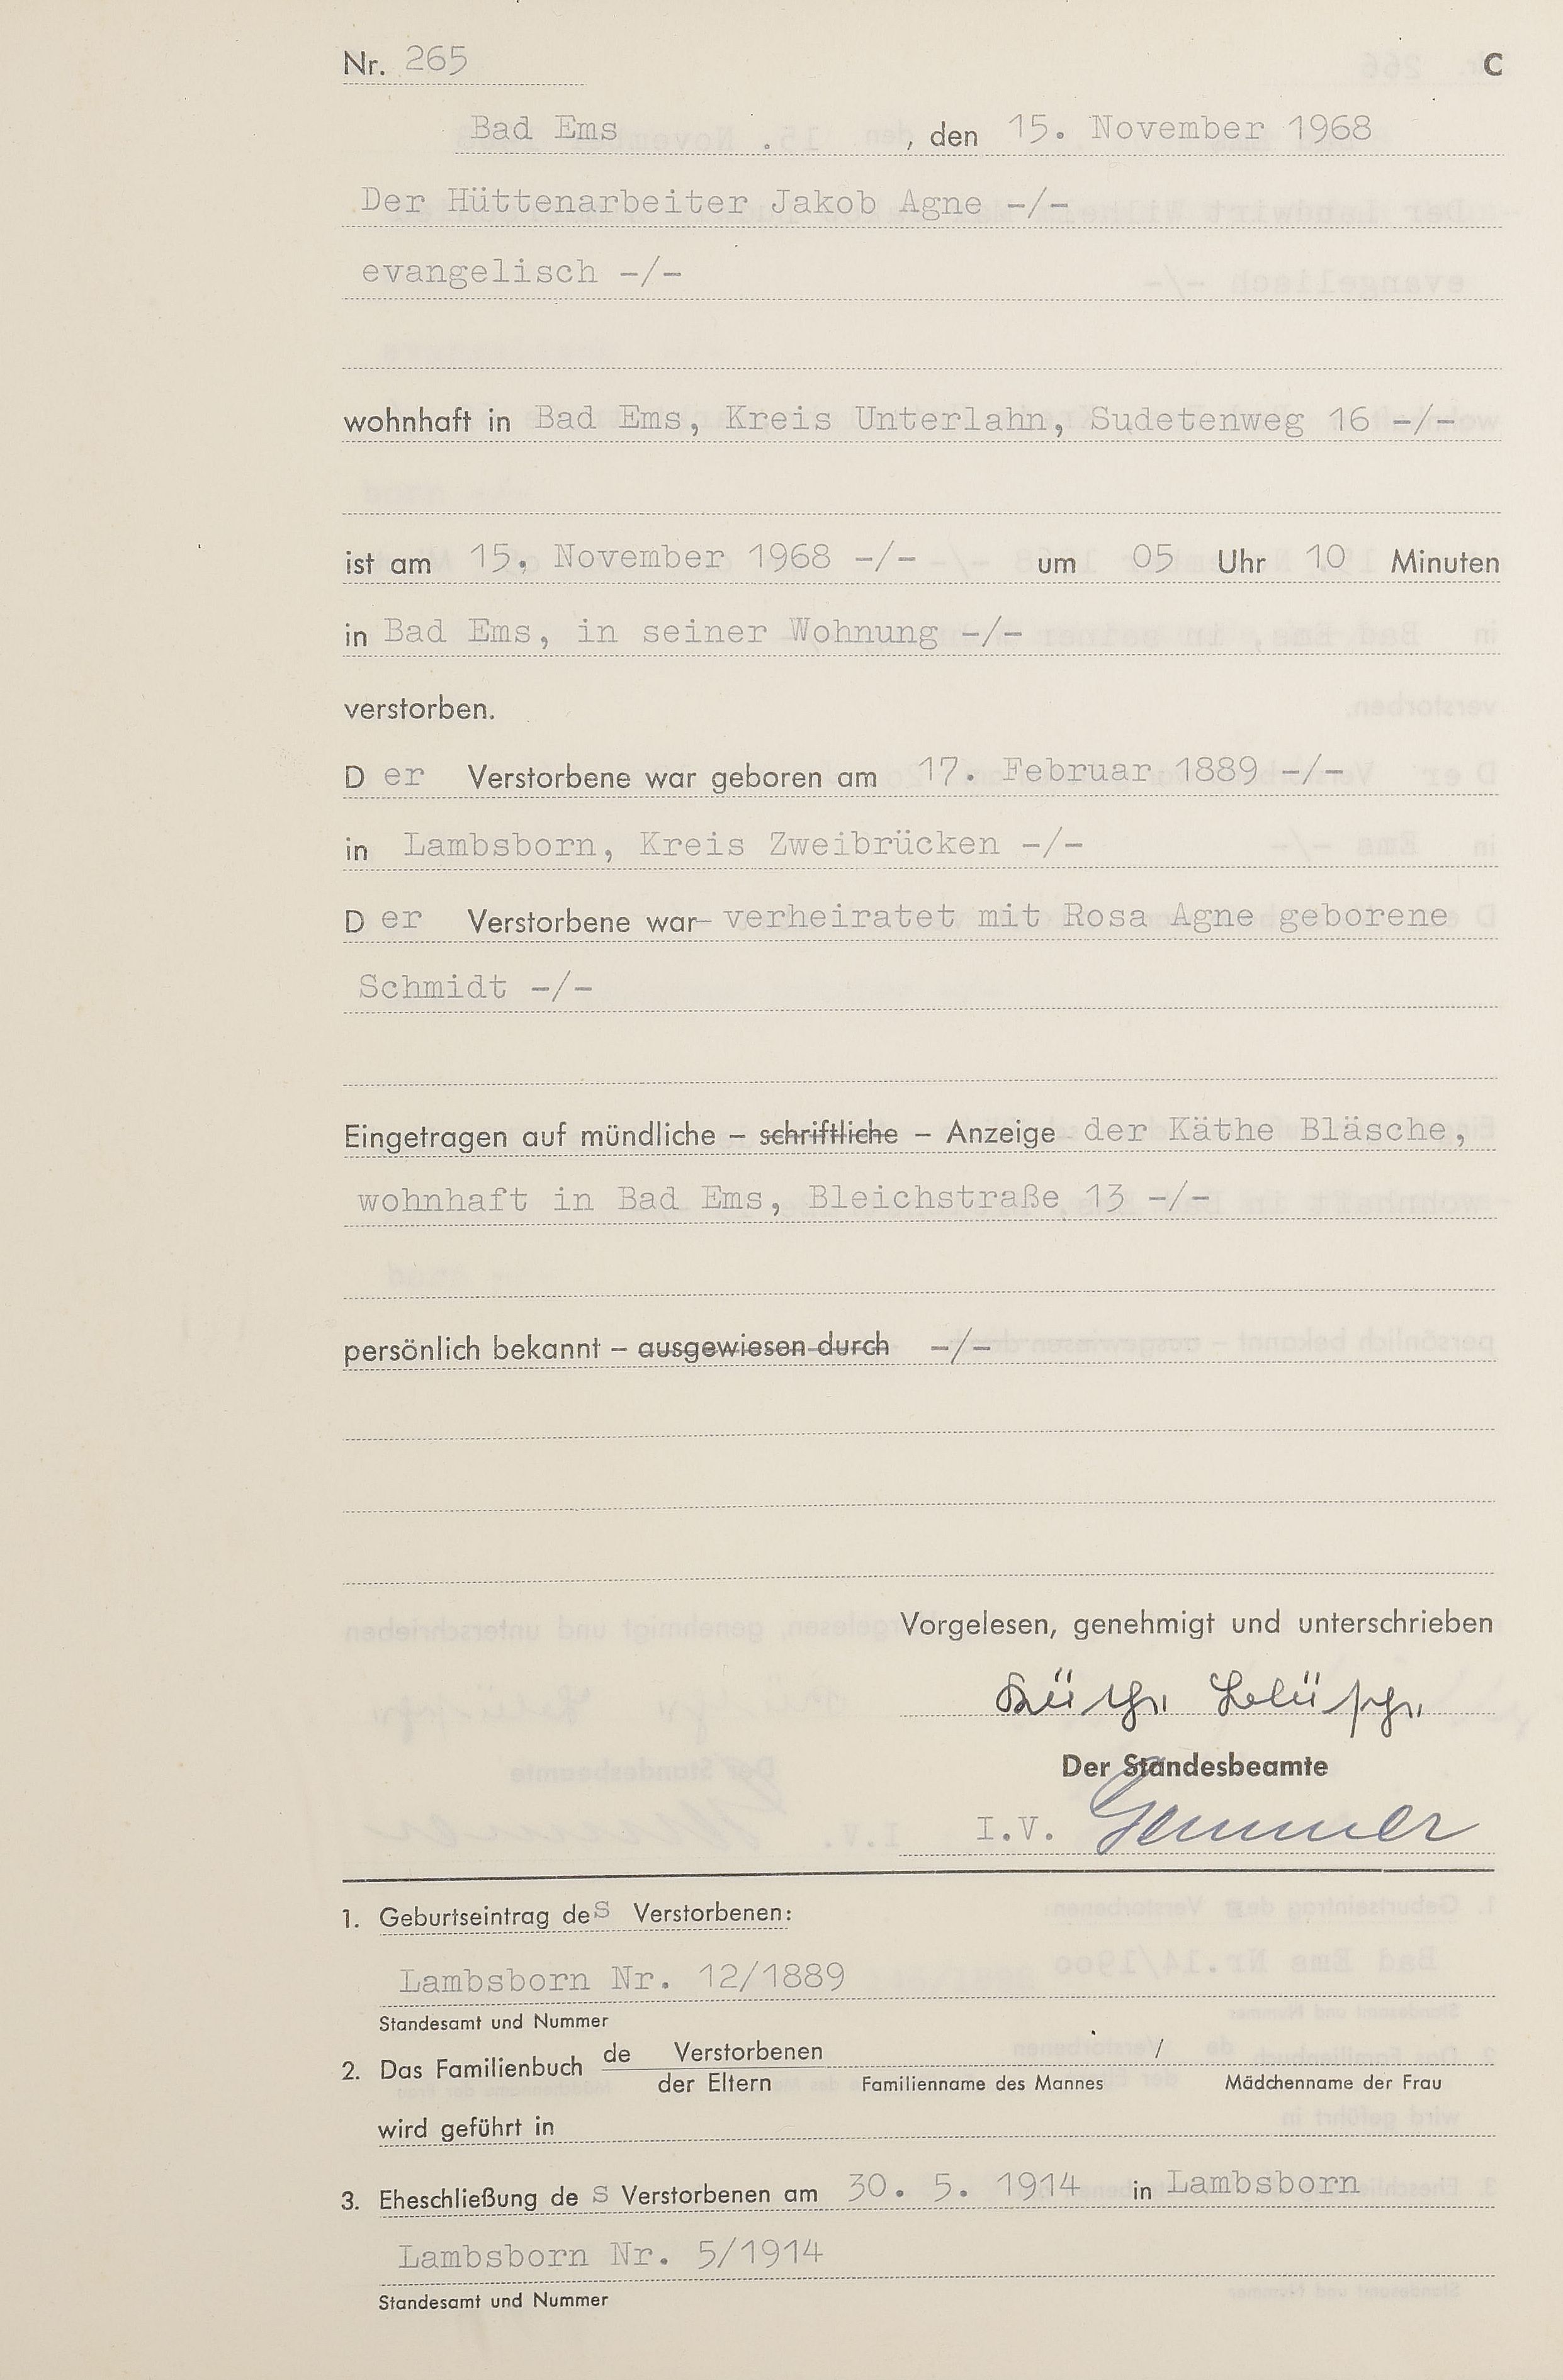 Nr. 265 C
Bad Ems , den 15. November 1968
Der Hüttenarbeiter Jakob Agne -/-
evangelisch -/-
wohnhaft in Bad Ems, Kreis Unterlahn, Sudetenweg 16 -/-
ist am 15. November 1968 -/- um 05 Uhr 10 Minuten
in Bad Ems, in seiner Wohnung -/-
verstorben.
D er Verstorbene war geboren am 17. Februar 1889 -/-
in Lambsborn, Kreis Zweibrücken -/-
D er Verstorbene war- verheiratet mit Rosa Agne geborene
Schmidt -/-
Eingetragen auf mündliche – schriftliche – Anzeige der Käthe Bläsche,
wohnhaft in Bad Ems, Bleichstraße 13 -/-
persönlich bekannt – ausgewiesen durch -/-
Vorgelesen, genehmigt und unterschrieben
Käthe Bläsche
Der Standesbeamte
I.V. Gemmer
1. Geburtseintrag des Verstorbenen:
Lambsborn Nr. 12/1889
Standesamt und Nummer
2. Das Familienbuch de Verstorbenen /
der Eltern Familienname des Mannes Mädchenname der Frau
wird geführt in
3. Eheschließung de s Verstorbenen am 30. 5. 1914 in Lambsborn
Lambsborn Nr. 5/1914
Standesamt und Nummer